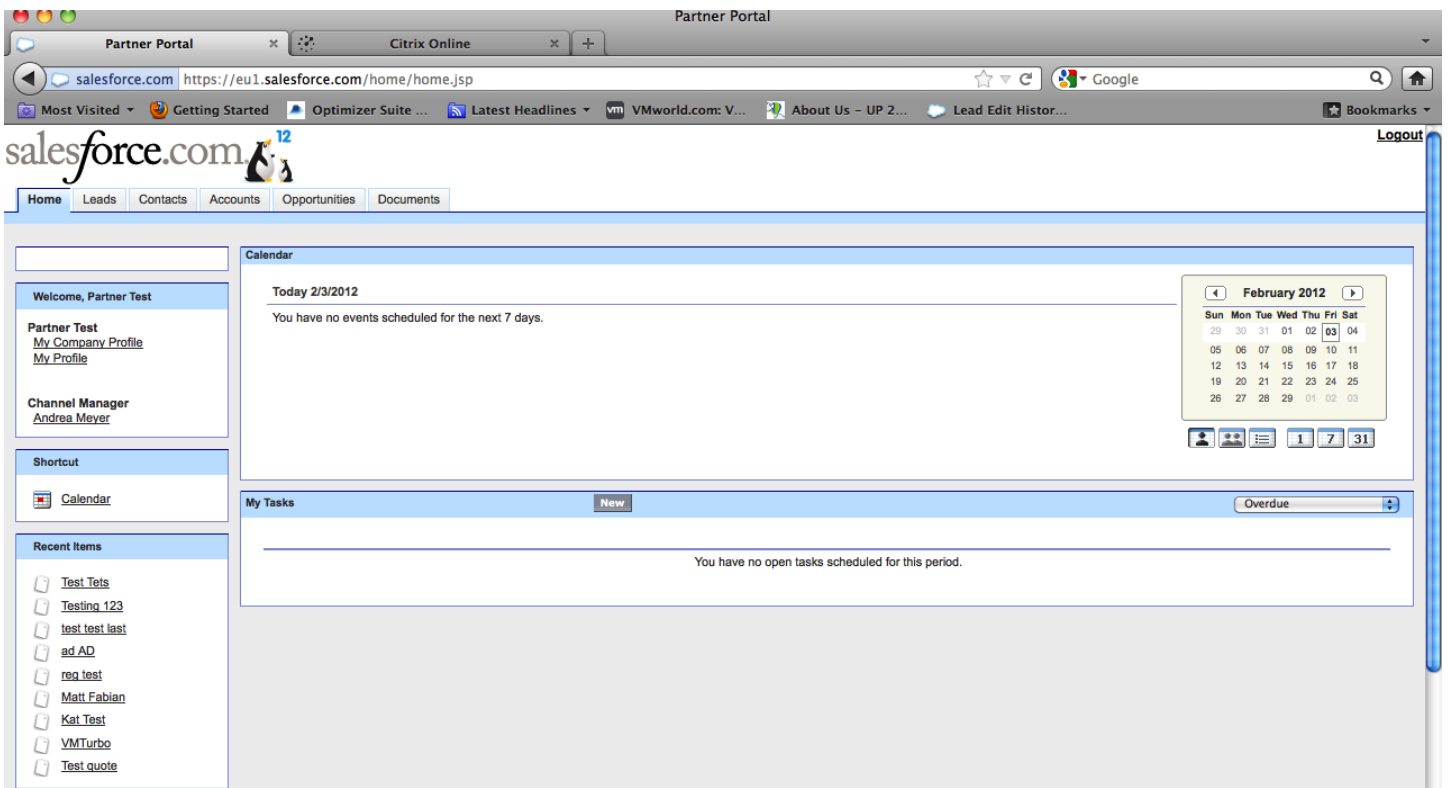 Partner Portal
Partner Portal
Citrix Online
salesforce.com https://eu1.salesforce.com/home/home.jsp
Google
Most Visited Getting Started Optimizer Suite ... Latest Headlines VMworld.com: V... About Us – UP 2... Lead Edit Histor... Bookmarks
Logout
salesforce.com 12
Home Leads Contacts Accounts Opportunities Documents
Welcome, Partner Test
Partner Test
My Company Profile
My Profile
Channel Manager
Andrea Meyer
Shortcut
Calendar
Recent Items
Test Tets
Testing 123
test test last
ad AD
reg test
Matt Fabian
Kat Test
VMTurbo
Test quote
Calendar
Today 2/3/2012
You have no events scheduled for the next 7 days.
February 2012
Sun Mon Tue Wed Thu Fri Sat
29 30 31 01 02 03 04
05 06 07 08 09 10 11
12 13 14 15 16 17 18
19 20 21 22 23 24 25
26 27 28 29 01 02 03
1 7 31
My Tasks
New
Overdue
You have no open tasks scheduled for this period.